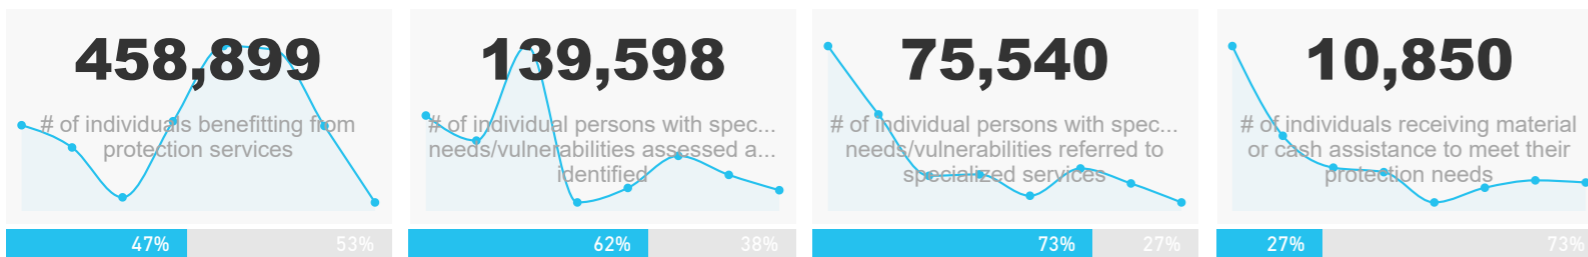 458,899
# of individuals benefitting from
protection services
47%
53%
139,598
# of individual persons with spec...
needs/vulnerabilities assessed a...
identified
62%
38%
75,540
# of individual persons with spec...
needs/vulnerabilities referred to
specialized services
73%
27%
10,850
# of individuals receiving material
or cash assistance to meet their
protection needs
27%
73%